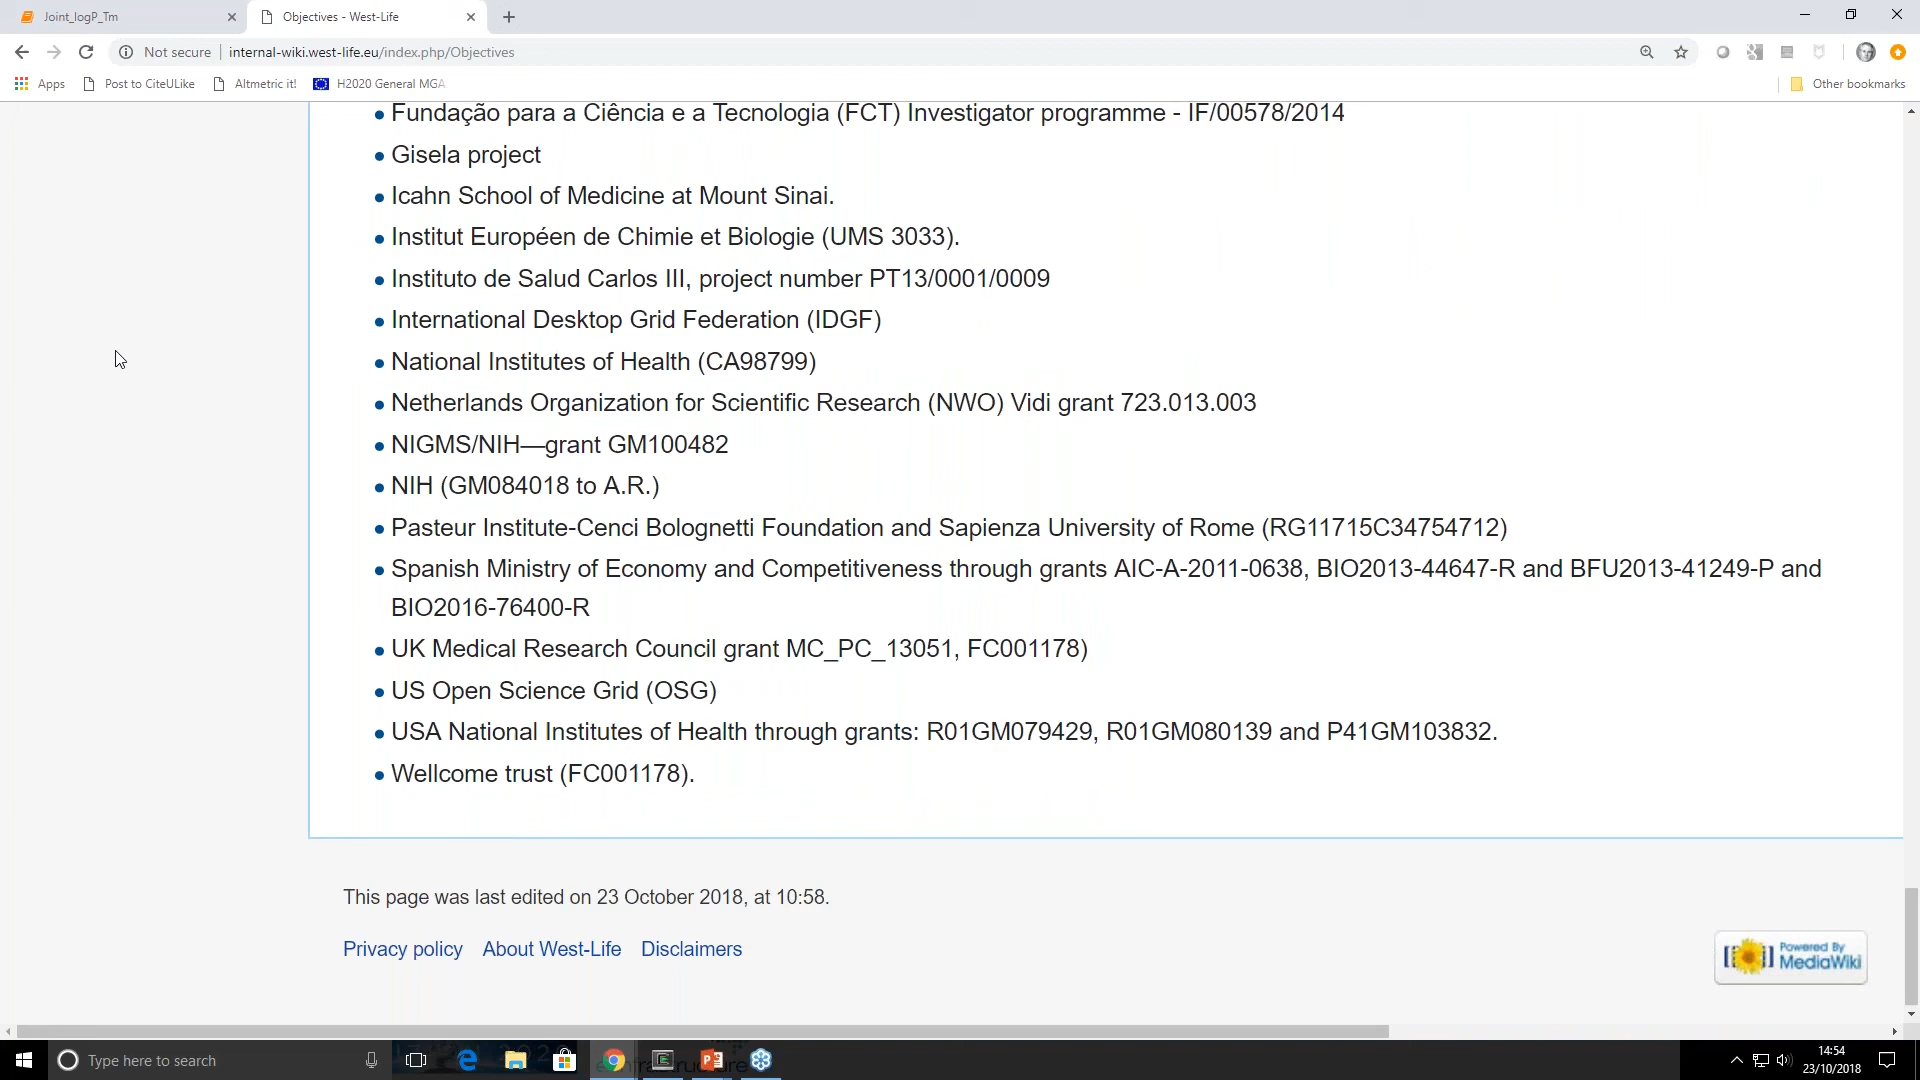 Joint_logP_Tm
Objectives - West-Life
Not secure
internal-wiki.west-life.eu/index.php/Objectives
Apps
Post to CiteULike
Altmetric it!
H2020 General MGA
Other bookmarks
Fundação para a Ciência e a Tecnologia (FCT) Investigator programme - IF/00578/2014
Gisela project
Icahn School of Medicine at Mount Sinai.
Institut Européen de Chimie et Biologie (UMS 3033).
Instituto de Salud Carlos III, project number PT13/0001/0009
International Desktop Grid Federation (IDGF)
National Institutes of Health (CA98799)
Netherlands Organization for Scientific Research (NWO) Vidi grant 723.013.003
NIGMS/NIH—grant GM100482
NIH (GM084018 to A.R.)
Pasteur Institute-Cenci Bolognetti Foundation and Sapienza University of Rome (RG11715C34754712)
Spanish Ministry of Economy and Competitiveness through grants AIC-A-2011-0638, BIO2013-44647-R and BFU2013-41249-P and
BIO2016-76400-R
UK Medical Research Council grant MC_PC_13051, FC001178)
US Open Science Grid (OSG)
USA National Institutes of Health through grants: R01GM079429, R01GM080139 and P41GM103832.
Wellcome trust (FC001178).
This page was last edited on 23 October 2018, at 10:58.
Privacy policy
About West-Life
Disclaimers
Powered By
MediaWiki
Type here to search
14:54
23/10/2018